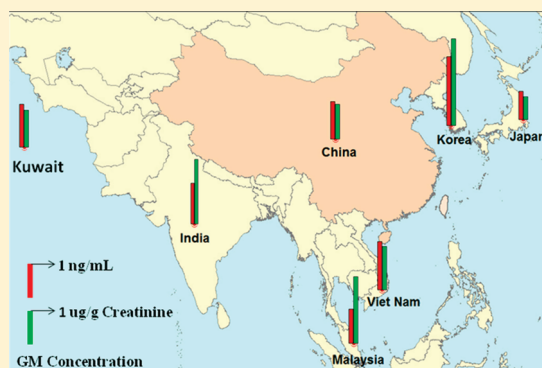 Kuwait
China
Korea
Japan
India
Viet Nam
Malaysia
1 ng/mL
1 ug/g Creatinine
GM Concentration